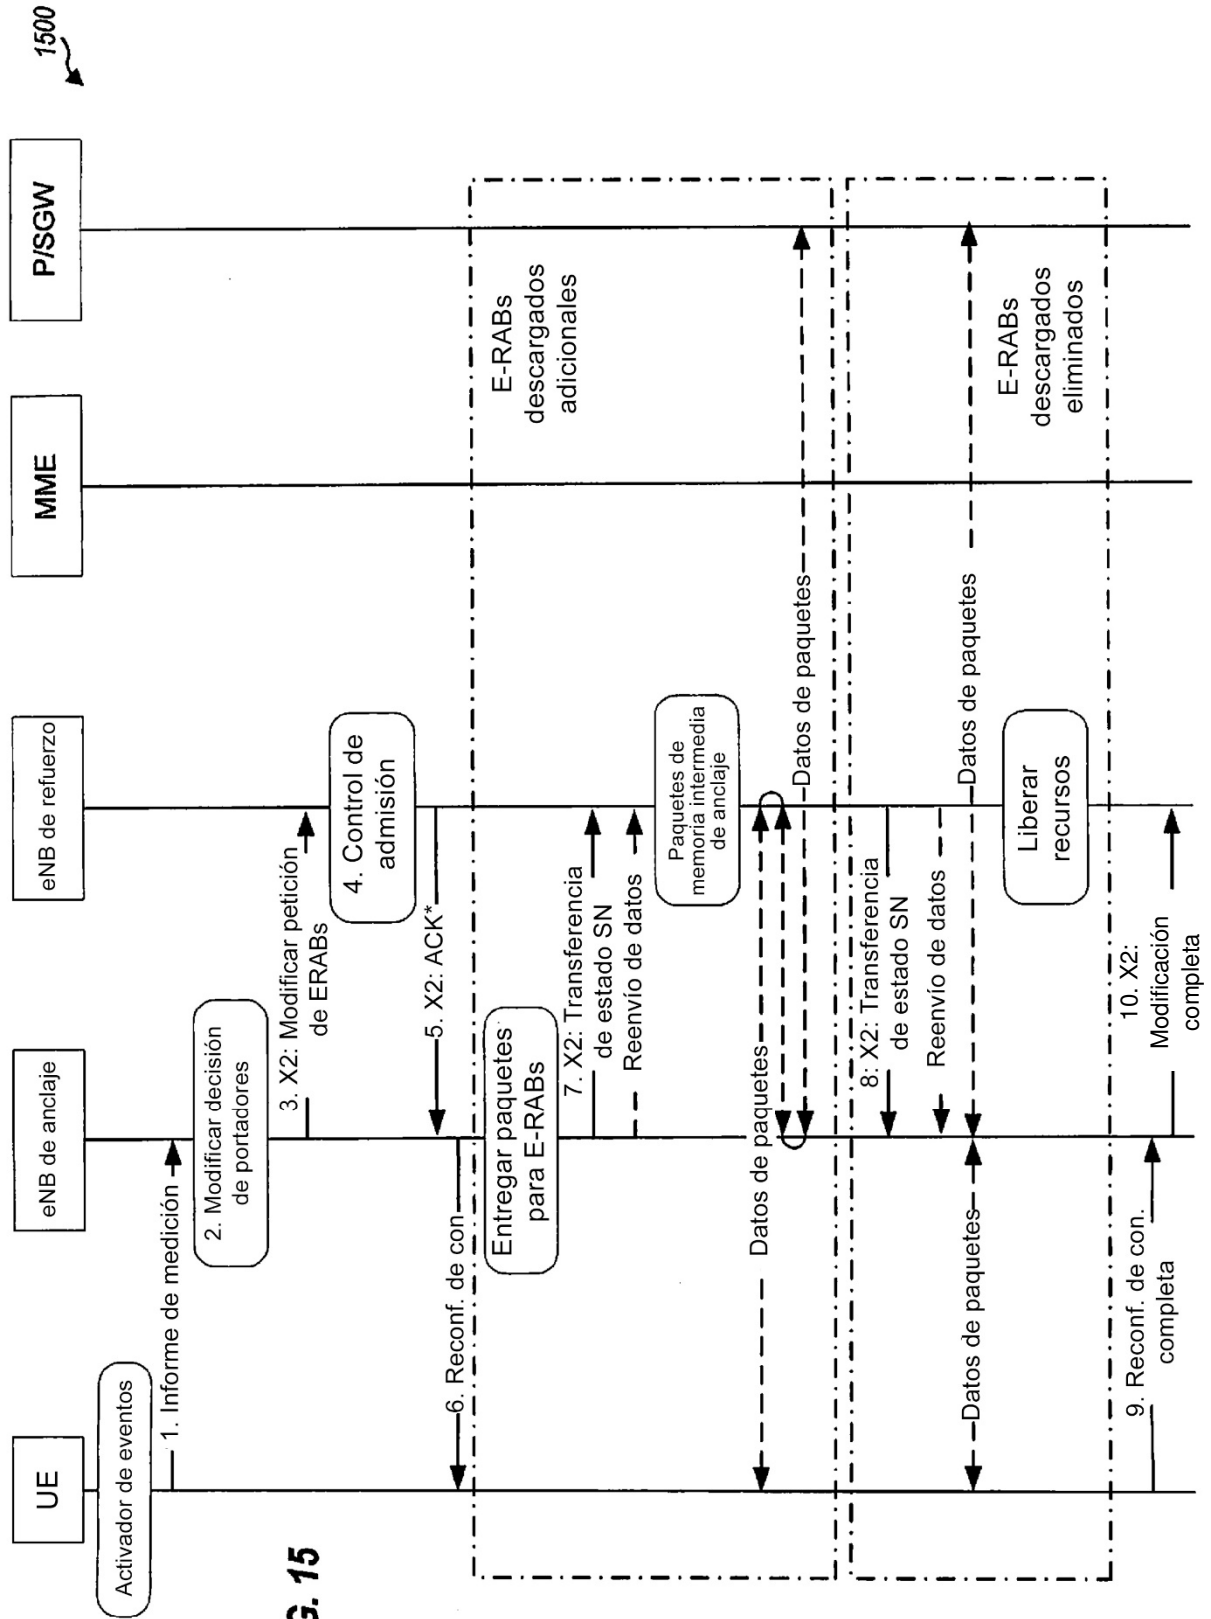 1500
UE
eNB de anclaje
eNB de refuerzo
MME
P/SGW
Activador de eventos
1. Informe de medición
2. Modificar decisión
de portadores
3. X2: Modificar petición
de ERABs
4. Control de
admisión
5. X2: ACK*
6. Reconf. de con.
Entregar paquetes
para E-RABs
E-RABs
descargados
adicionales
7. X2: Transferencia
de estado SN
Reenvío de datos
Paquetes de
memoria intermedia
de anclaje
Datos de paquetes
Datos de paquetes
8: X2: Transferencia
de estado SN
Reenvío de datos
Datos de paquetes
Datos de paquetes
E-RABs
descargados
eliminados
Liberar
recursos
9. Reconf. de con.
completa
10. X2:
Modificación
completa
G. 15